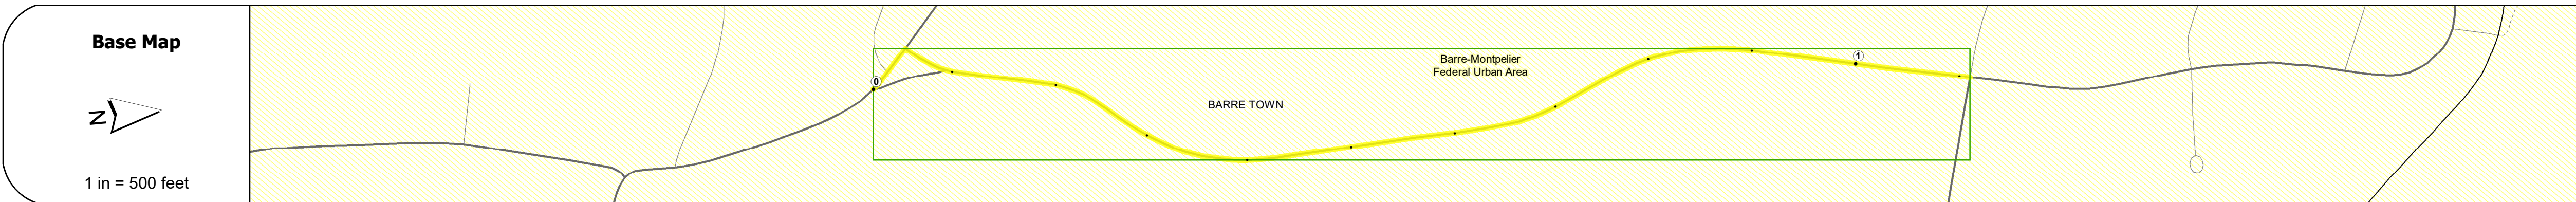 Base Map
N
1 in = 500 feet
0
BARRE TOWN
Barre-Montpelier
Federal Urban Area
1